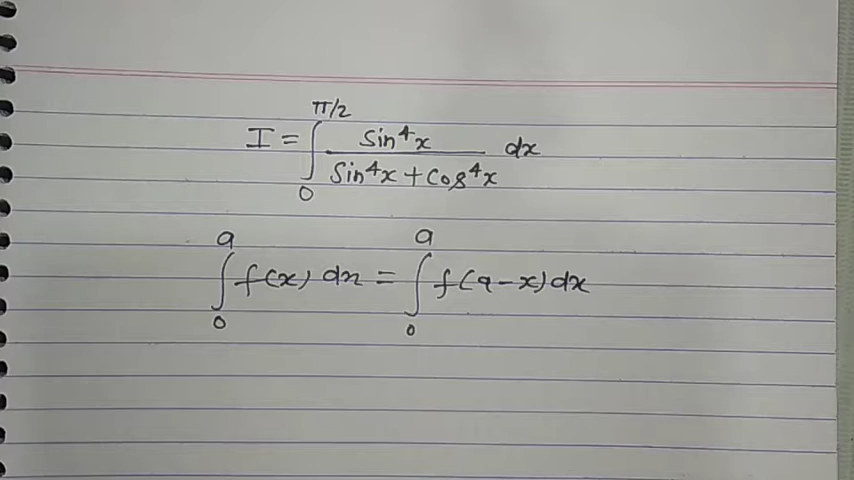 I = ∫₀^{π/2} Sin⁴x / (Sin⁴x + Cos⁴x) dx
∫₀^a f(x) dx = ∫₀^a f(a-x) dx